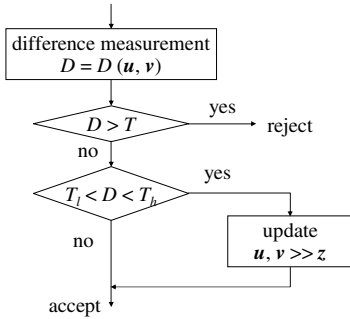 difference measurement
D = D (u, v)
D > T
yes
reject
no
T_l < D < T_h
yes
update
u, v >> z
no
accept